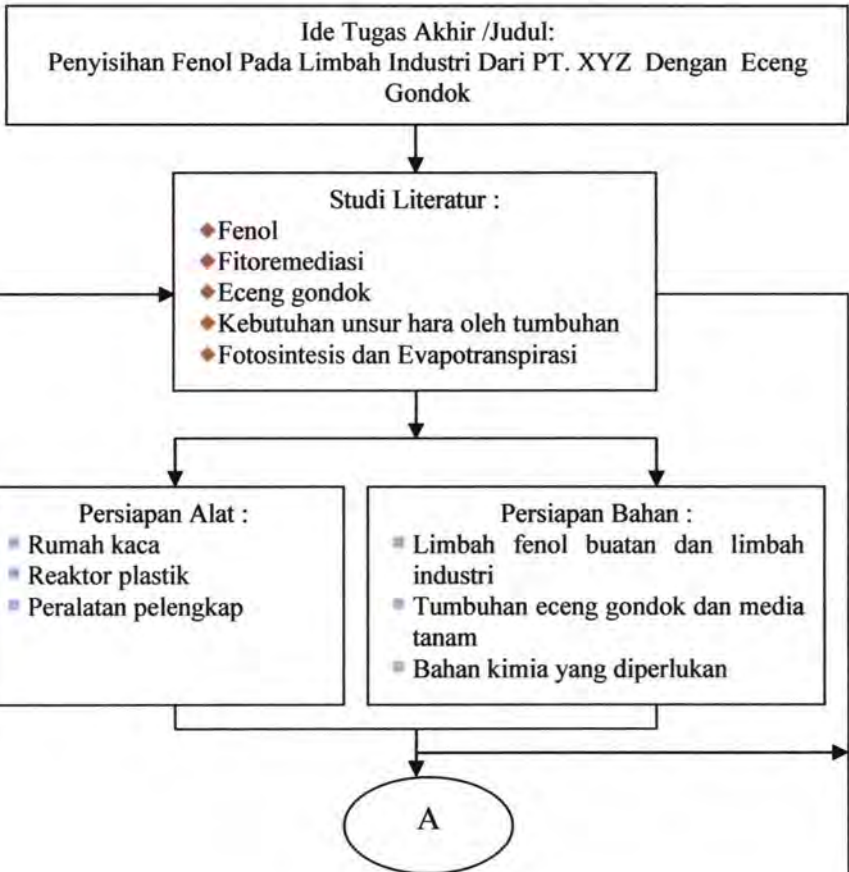 Ide Tugas Akhir /Judul:
Penyisihan Fenol Pada Limbah Industri Dari PT. XYZ Dengan Eceng
Gondok
Studi Literatur :
Fenol
Fitoremediasi
Eceng gondok
Kebutuhan unsur hara oleh tumbuhan
Fotosintesis dan Evapotranspirasi
Persiapan Alat :
Rumah kaca
Reaktor plastik
Peralatan pelengkap
Persiapan Bahan :
Limbah fenol buatan dan limbah
industri
Tumbuhan eceng gondok dan media
tanam
Bahan kimia yang diperlukan
A